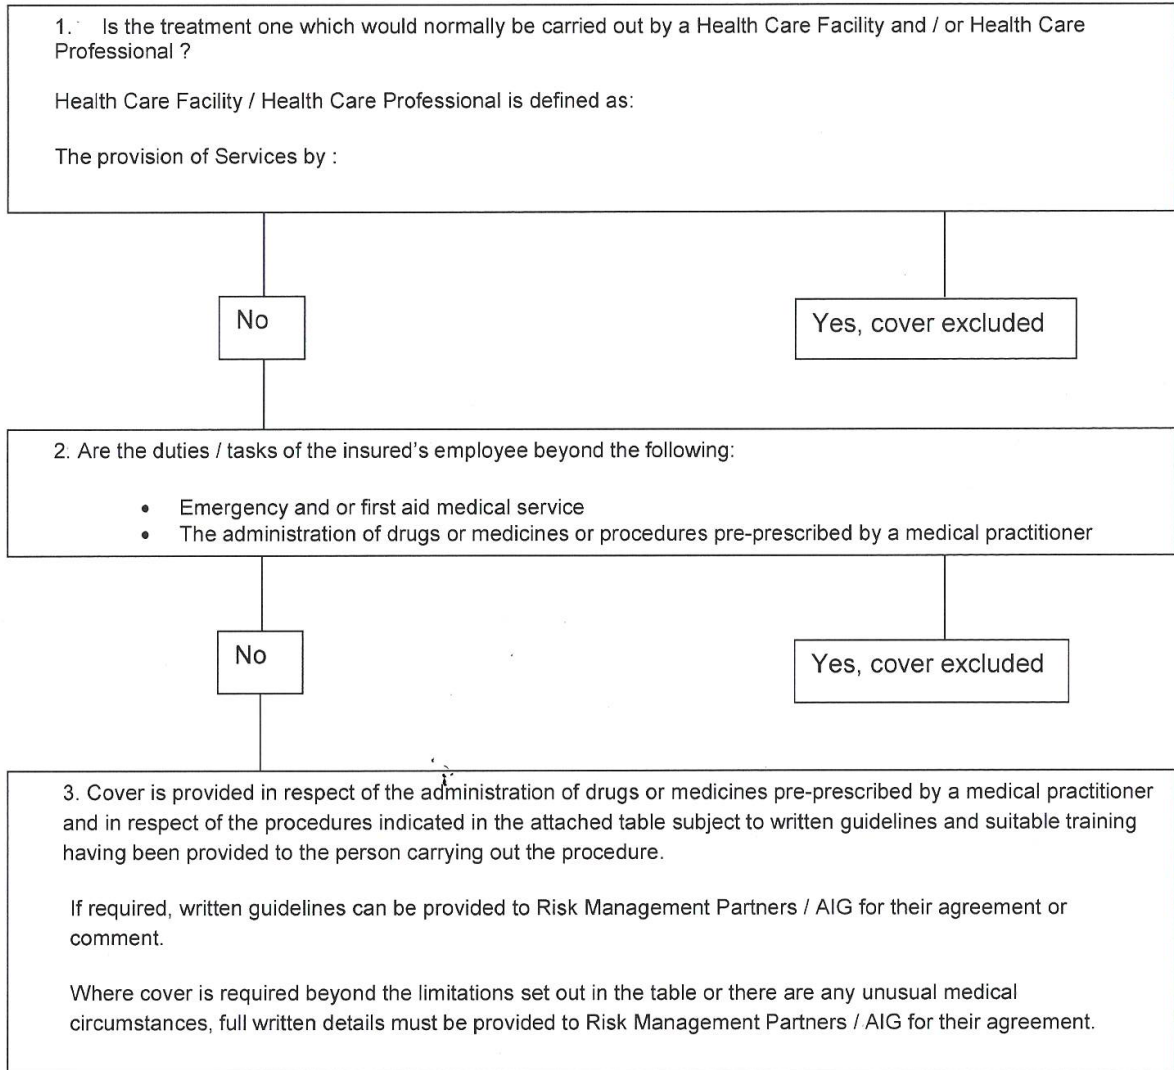 1. Is the treatment one which would normally be carried out by a Health Care Facility and / or Health Care
Professional ?
Health Care Facility / Health Care Professional is defined as:
The provision of Services by :
No
Yes, cover excluded
2. Are the duties / tasks of the insured's employee beyond the following:
• Emergency and or first aid medical service
• The administration of drugs or medicines or procedures pre-prescribed by a medical practitioner
No
Yes, cover excluded
3. Cover is provided in respect of the administration of drugs or medicines pre-prescribed by a medical practitioner
and in respect of the procedures indicated in the attached table subject to written guidelines and suitable training
having been provided to the person carrying out the procedure.
If required, written guidelines can be provided to Risk Management Partners / AIG for their agreement or
comment.
Where cover is required beyond the limitations set out in the table or there are any unusual medical
circumstances, full written details must be provided to Risk Management Partners / AIG for their agreement.